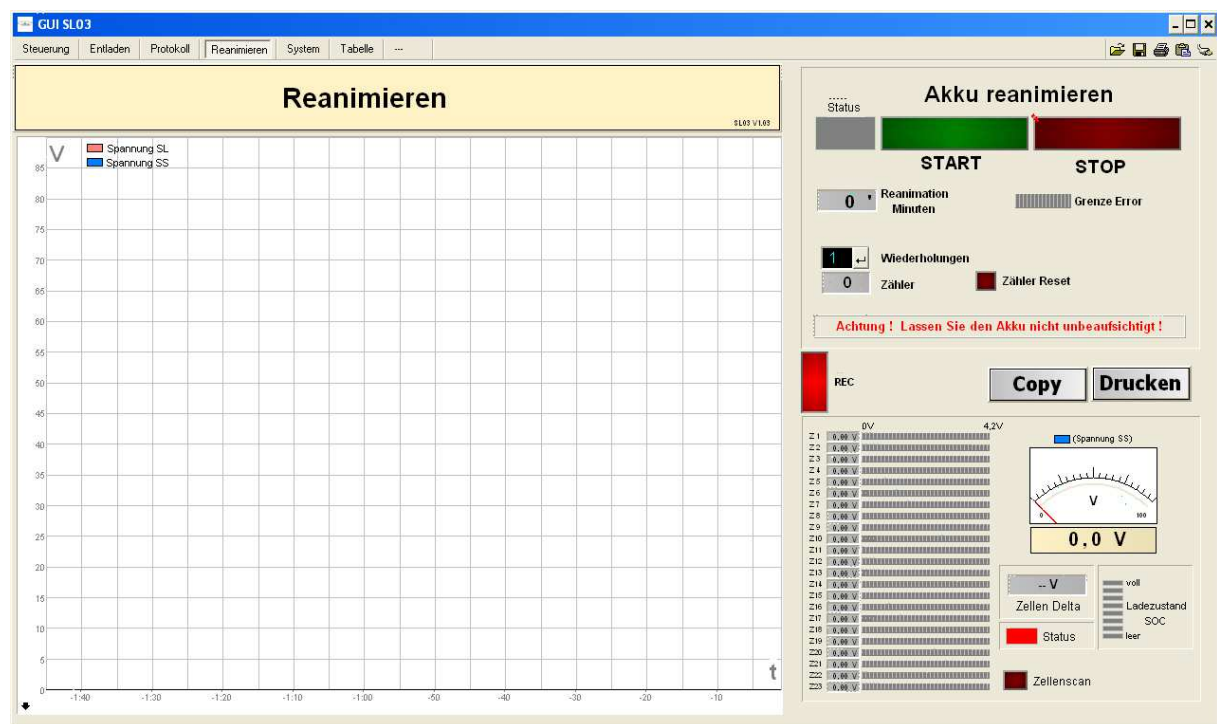 GUI SL03
Steuerung Entladen Protokoll Reanimieren System Tabelle ---
Reanimieren
SL03 V1.03
V
Spannung SL
Spannung SS
85
80
75
70
65
60
55
50
45
40
35
30
25
20
15
10
5
0
t
-1:40 -1:30 -1:20 -1:10 -1:00 -50 -40 -30 -20 -10
Akku reanimieren
-----
Status
START STOP
0 ' Reanimation
Minuten
Grenze Error
1 Wiederholungen
0 Zähler
Zähler Reset
Achtung ! Lassen Sie den Akku nicht unbeaufsichtigt !
REC
Copy Drucken
0V 4,2V
Z1 0,00 V
Z2 0,00 V
Z3 0,00 V
Z4 0,00 V
Z5 0,00 V
Z6 0,00 V
Z7 0,00 V
Z8 0,00 V
Z9 0,00 V
Z10 0,00 V
Z11 0,00 V
Z12 0,00 V
Z13 0,00 V
Z14 0,00 V
Z15 0,00 V
Z16 0,00 V
Z17 0,00 V
Z18 0,00 V
Z19 0,00 V
Z20 0,00 V
Z21 0,00 V
Z22 0,00 V
Z23 0,00 V
(Spannung SS)
V
0 100
0,0 V
-- V
Zellen Delta
Status
voll
Ladezustand
SOC
leer
Zellenscan